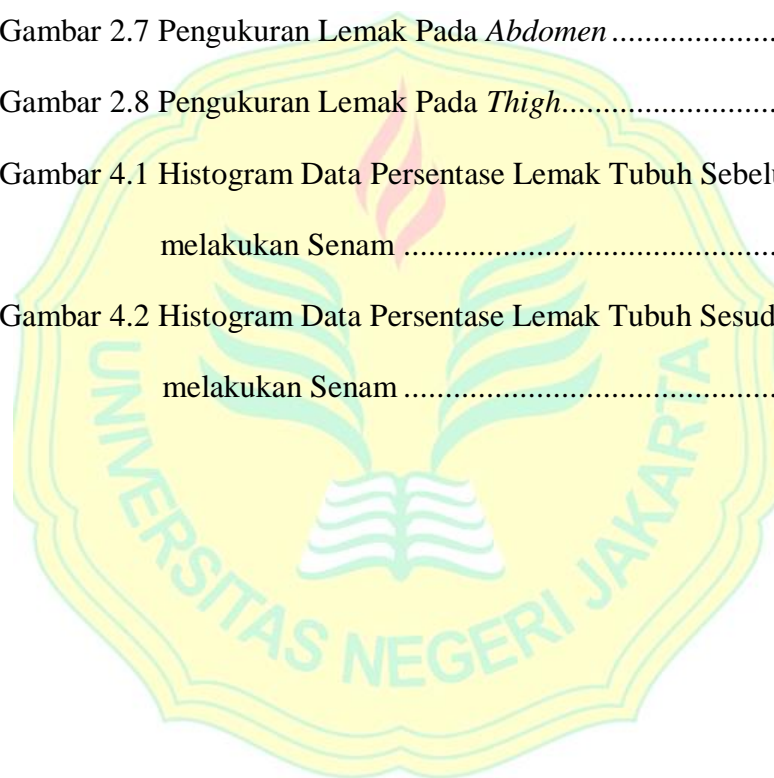 Gambar 2.7 Pengukuran Lemak Pada Abdomen ....................
Gambar 2.8 Pengukuran Lemak Pada Thigh..........................
Gambar 4.1 Histogram Data Persentase Lemak Tubuh
melakukan Senam .............................................
Gambar 4.2 Histogram Data Persentase Lemak Tubuh
melakukan Senam .............................................
UNIVERSITAS NEGERI JAKARTA